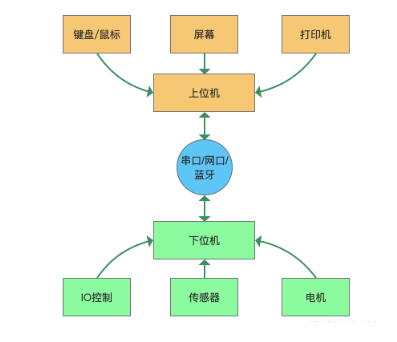 键盘/鼠标
屏幕
打印机
上位机
串口/网口/
蓝牙
下位机
IO控制
传感器
电机